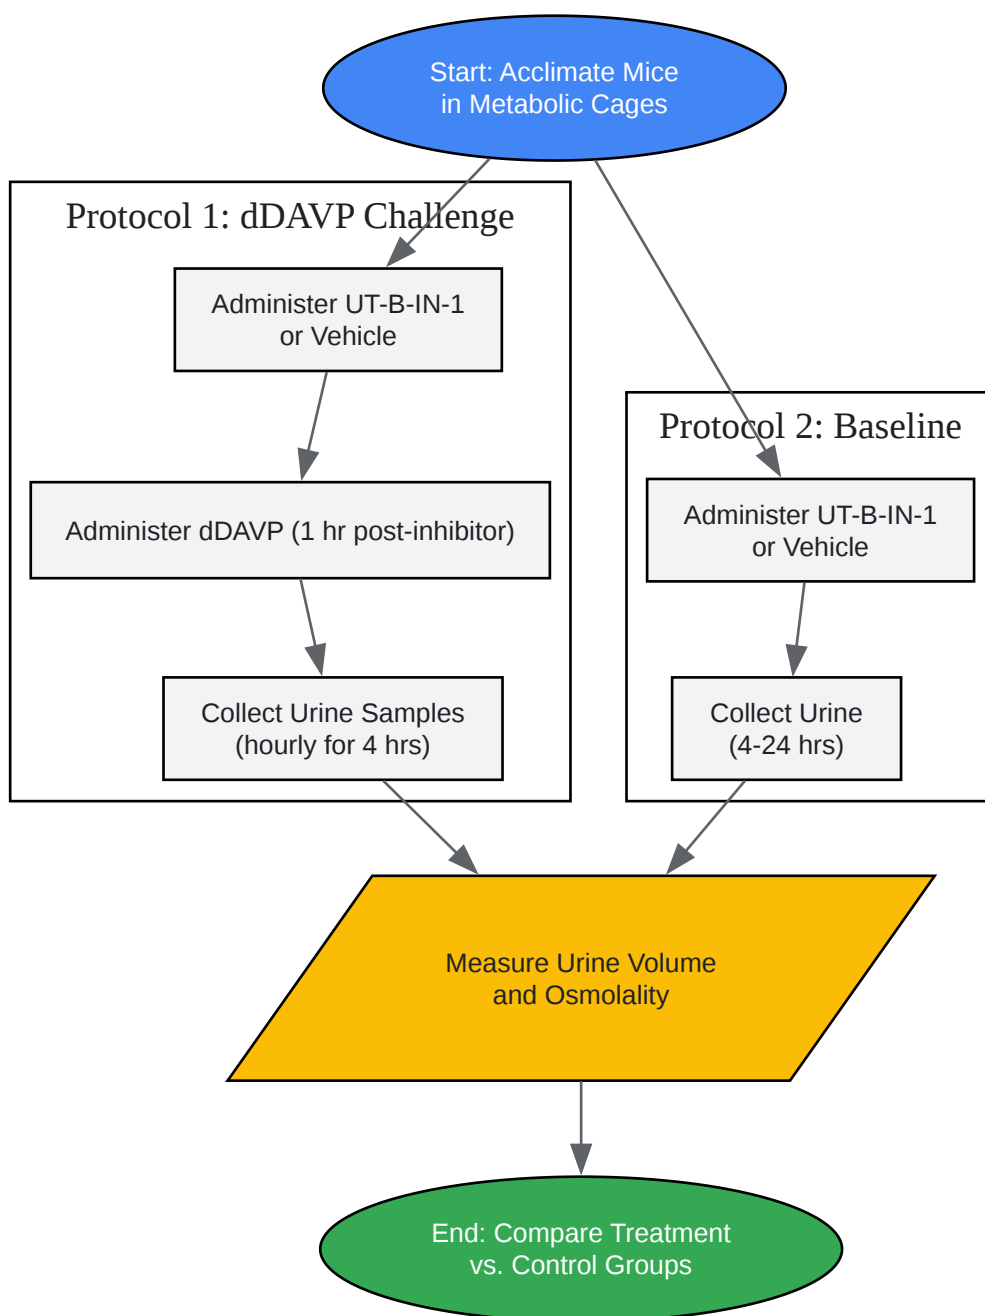 Start: Acclimate Mice
in Metabolic Cages
Protocol 1: dDAVP Challenge
Administer UT-B-IN-1
or Vehicle
Administer dDAVP (1 hr post-inhibitor)
Collect Urine Samples
(hourly for 4 hrs)
Protocol 2: Baseline
Administer UT-B-IN-1
or Vehicle
Collect Urine
(4-24 hrs)
Measure Urine Volume
and Osmolality
End: Compare Treatment
vs. Control Groups